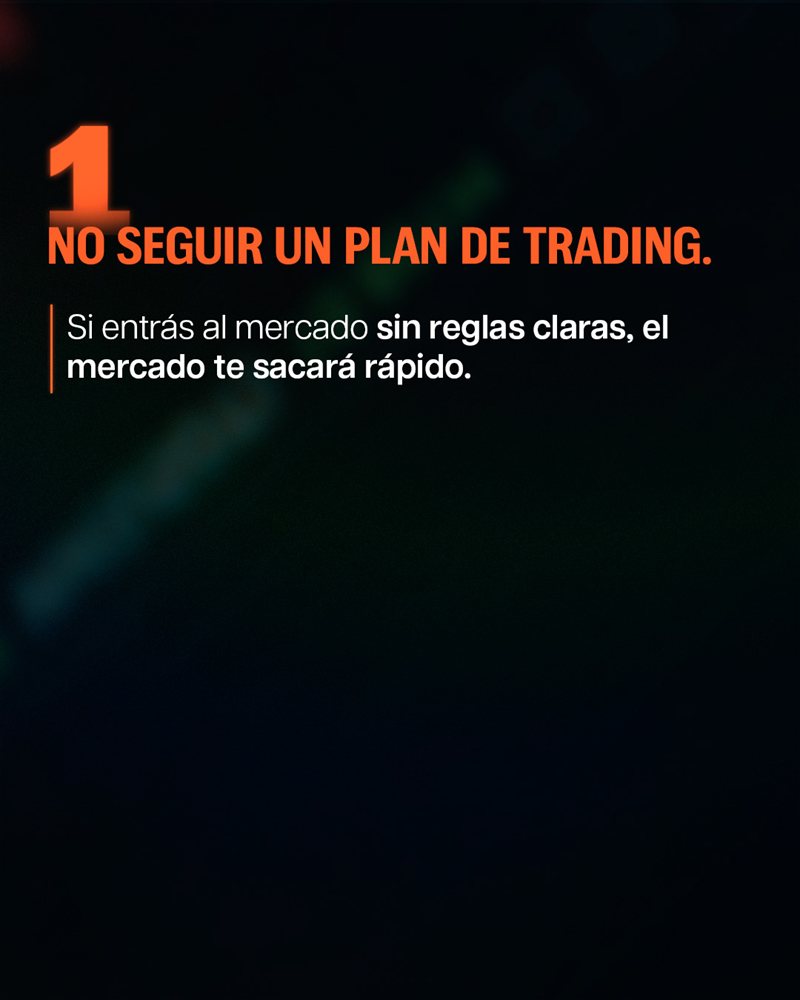 1
NO SEGUIR UN PLAN DE TRADING.
Si entrás al mercado sin reglas claras, el
mercado te sacará rápido.